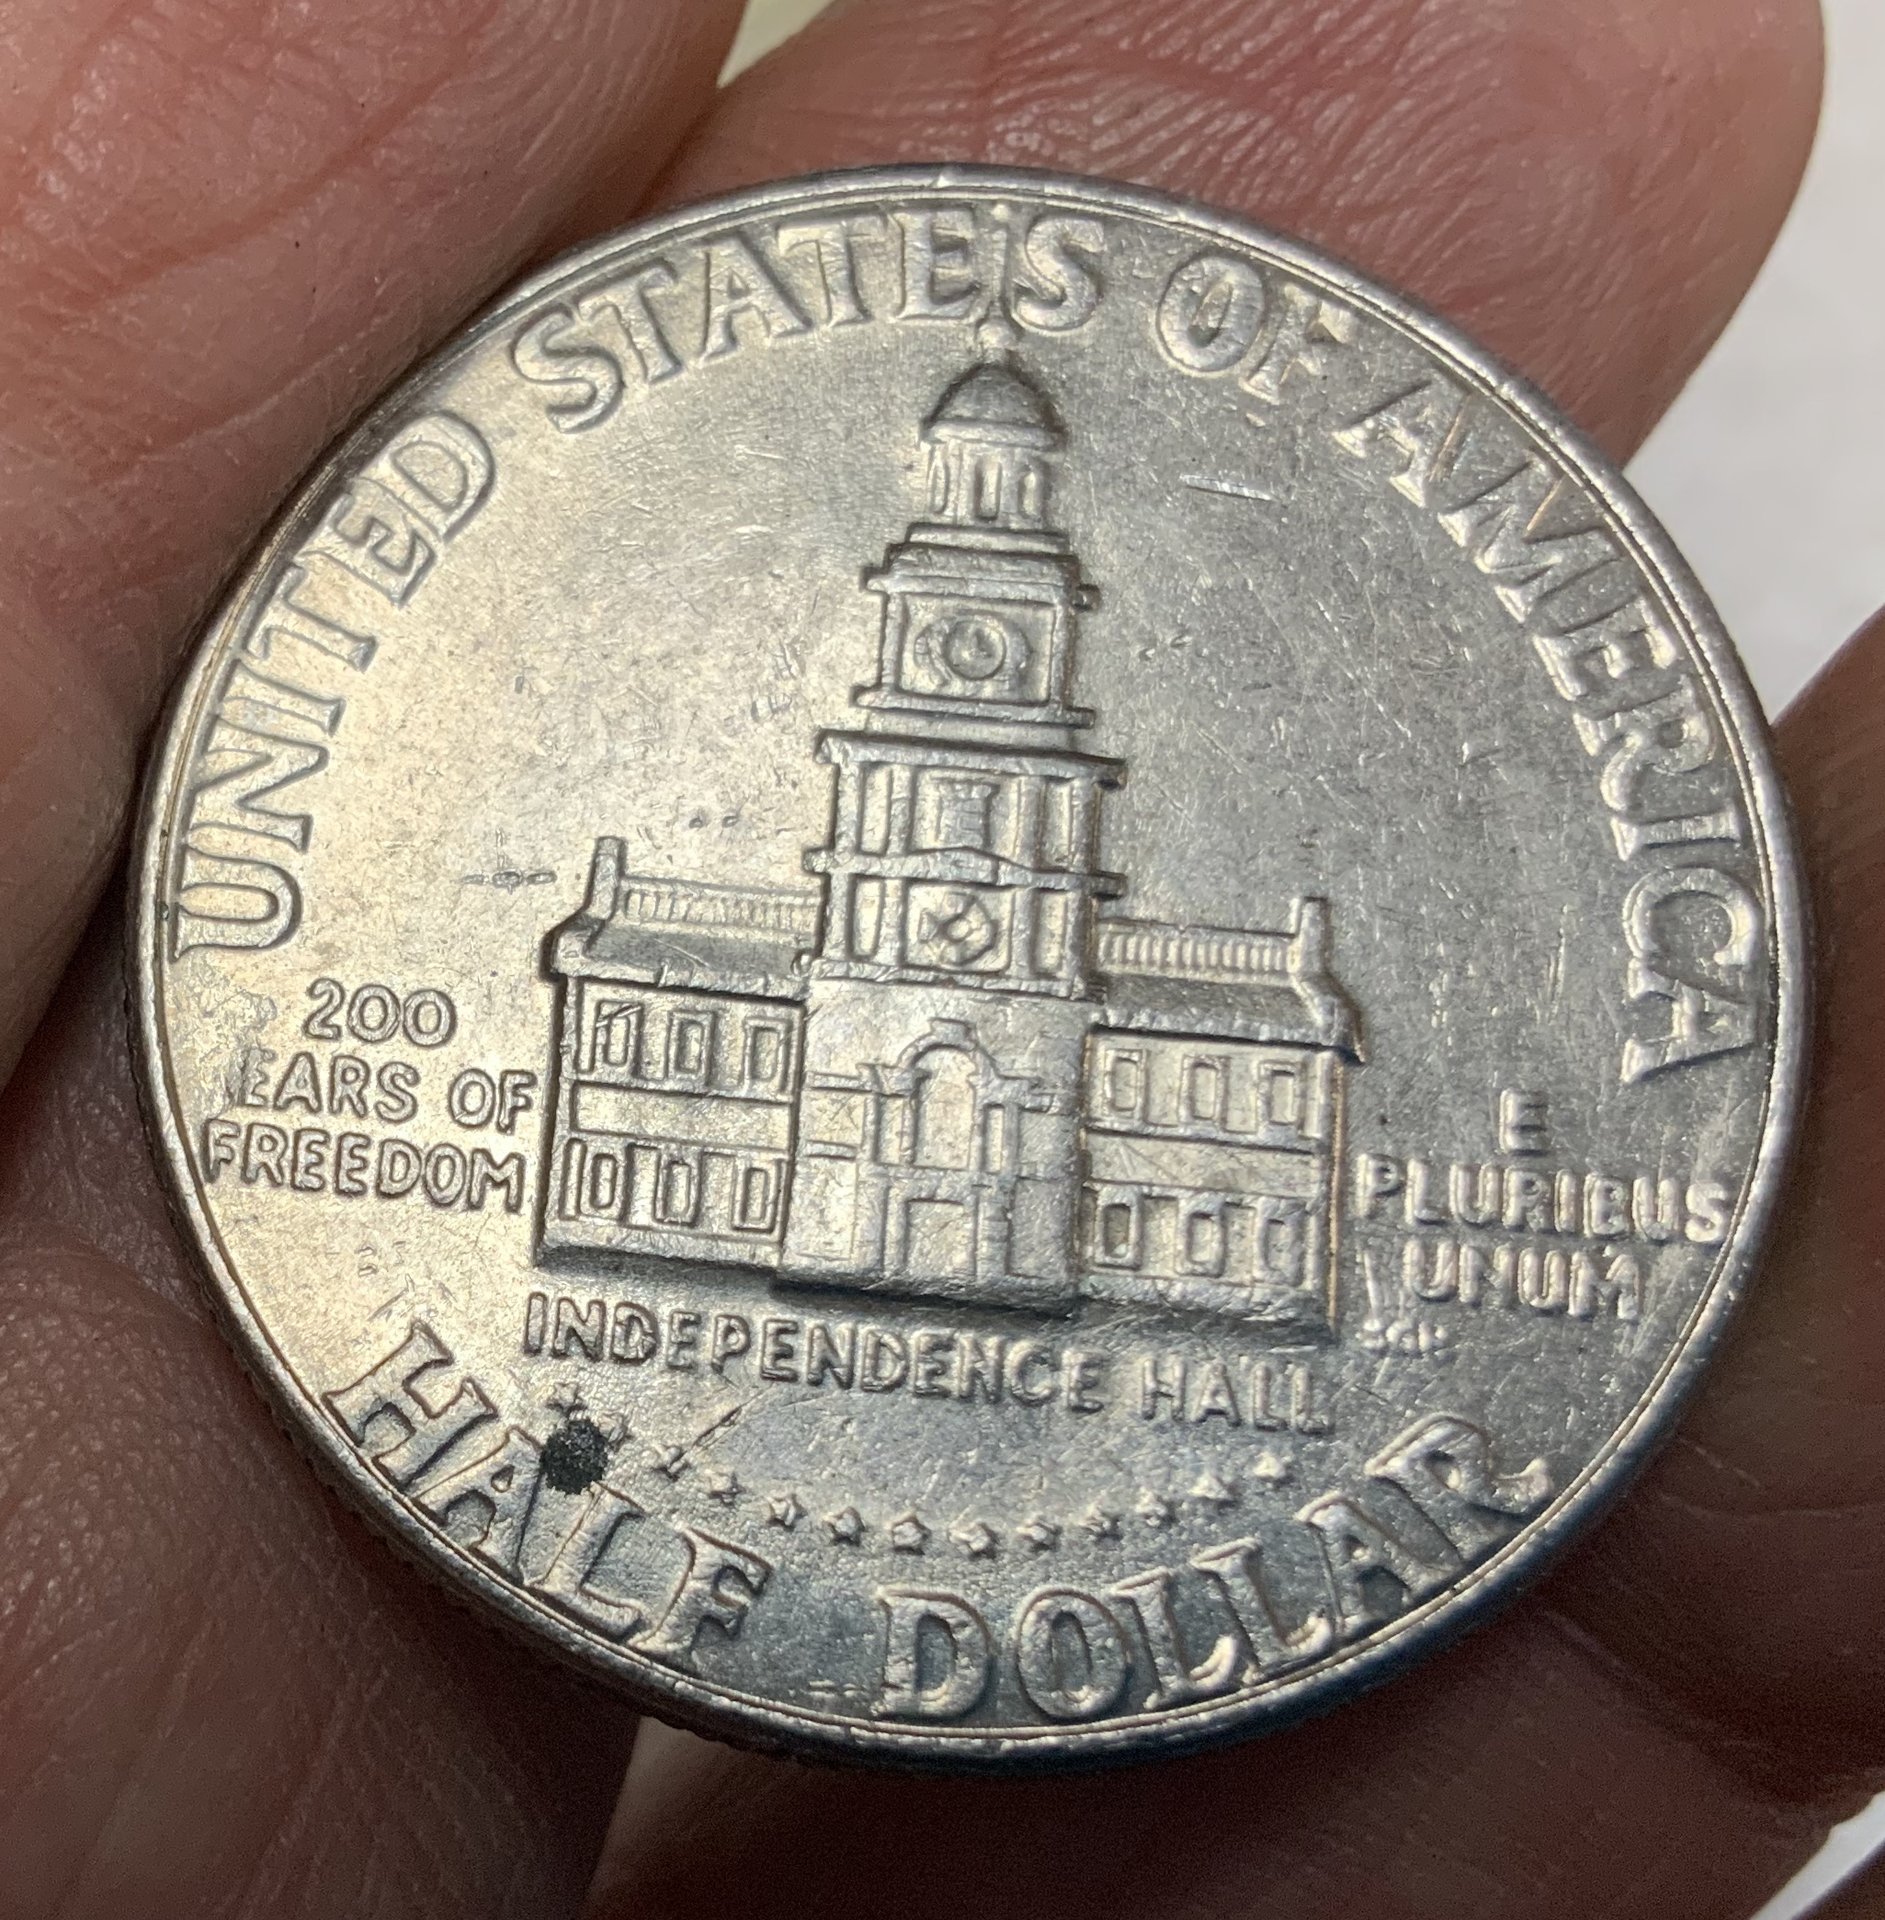 UNITED STATES OF AMERICA
200
EARS OF
FREEDOM
E
PLURIBUS
UNUM
INDEPENDENCE HALL
HALF DOLLAR